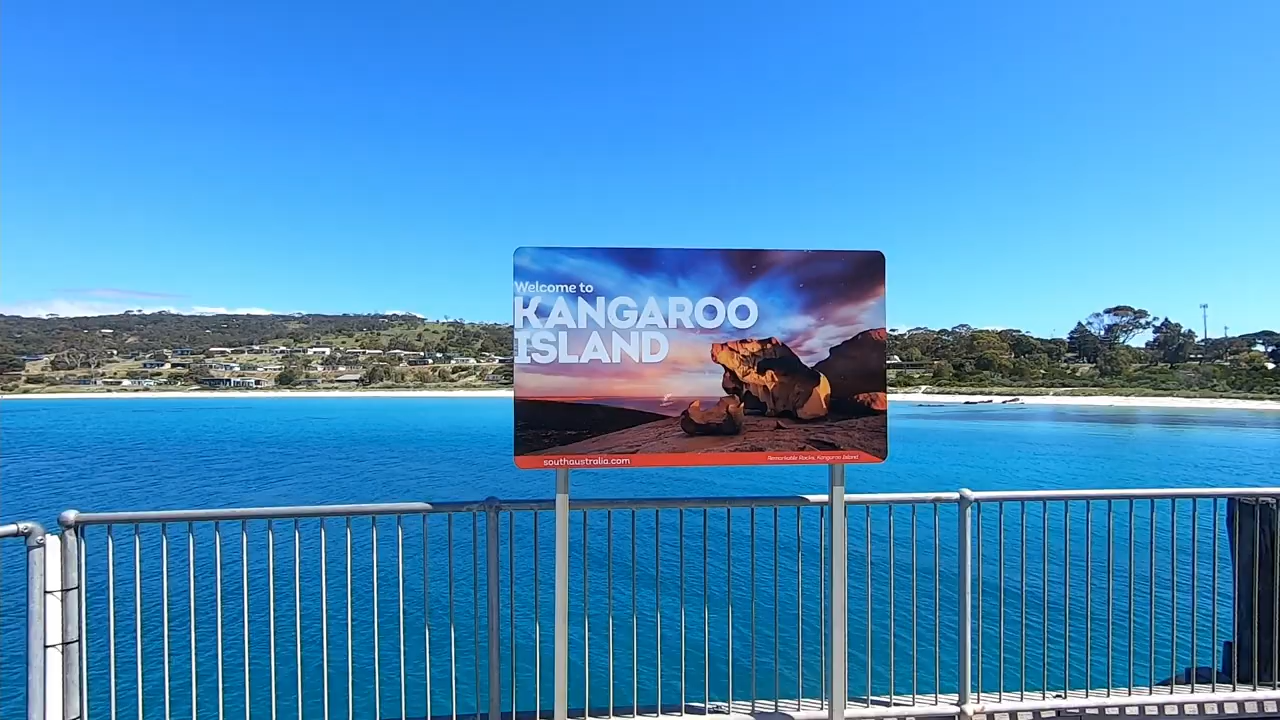 Welcome to
KANGAROO
ISLAND
southaustralia.com
Remarkable Rocks, Kangaroo Island